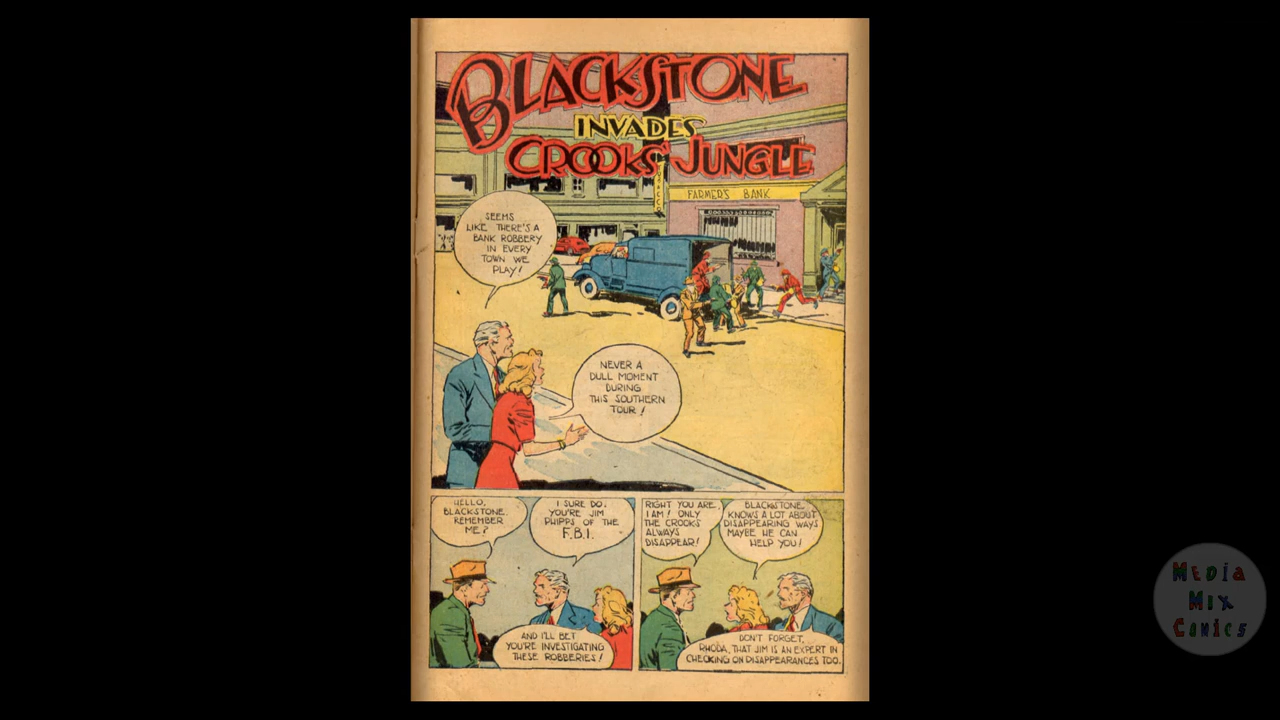 BLACKSTONE
INVADES
CROOKS' JUNGLE
FARMER'S BANK
SEEMS
LIKE THERE'S A
BANK ROBBERY
IN EVERY
TOWN WE
PLAY!
NEVER A
DULL MOMENT
DURING
THIS SOUTHERN
TOUR!
HELLO,
BLACKSTONE.
REMEMBER
ME?
I SURE DO.
YOU'RE JIM
PHIPPS OF THE
F.B.I.
AND I'LL BET
YOU'RE INVESTIGATING
THESE ROBBERIES!
RIGHT YOU ARE.
I AM! ONLY
THE CROOKS
ALWAYS
DISAPPEAR!
BLACKSTONE
KNOWS A LOT ABOUT
DISAPPEARING WAYS
MAYBE HE CAN
HELP YOU!
DON'T FORGET,
RHODA, THAT JIM IS AN EXPERT IN
CHECKING ON DISAPPEARANCES TOO.
MEDIA
MIX
COMICS